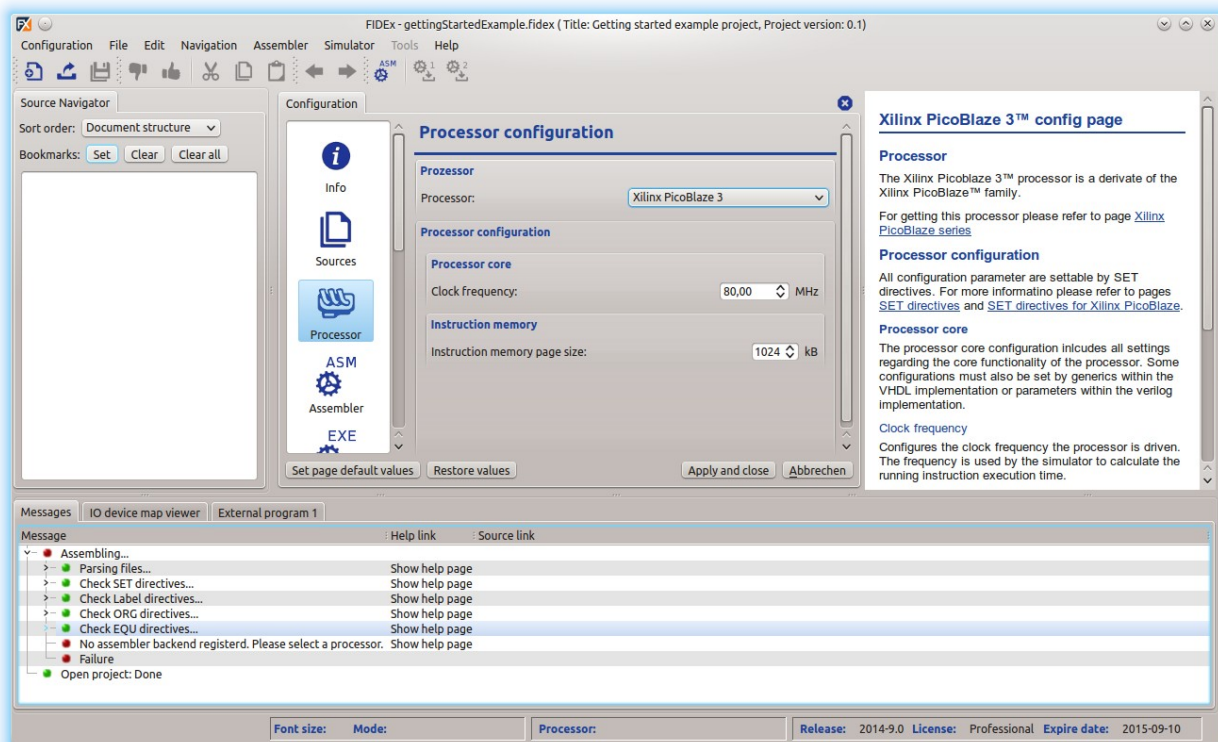 FIDEx - gettingStartedExample.fidex ( Title: Getting started example project, Project version: 0.1)
Configuration File Edit Navigation Assembler Simulator Tools Help
ASM
1
2
Source Navigator
Sort order: Document structure
Bookmarks: Set Clear Clear all
Configuration
Info
Sources
Processor
ASM
Assembler
EXE
Processor configuration
Prozessor
Processor: Xilinx PicoBlaze 3
Processor configuration
Processor core
Clock frequency: 80,00 MHz
Instruction memory
Instruction memory page size: 1024 kB
Set page default values Restore values Apply and close Abbrechen
Xilinx PicoBlaze 3™ config page
Processor
The Xilinx Picoblaze 3™ processor is a derivate of the
Xilinx PicoBlaze™ family.
For getting this processor please refer to page Xilinx
PicoBlaze series
Processor configuration
All configuration parameter are settable by SET
directives. For more informatino please refer to pages
SET directives and SET directives for Xilinx PicoBlaze.
Processor core
The processor core configuration inlcudes all settings
regarding the core functionality of the processor. Some
configurations must also be set by generics within the
VHDL implementation or parameters within the verilog
implementation.
Clock frequency
Configures the clock frequency the processor is driven.
The frequency is used by the simulator to calculate the
running instruction execution time.
Messages IO device map viewer External program 1
Message Help link Source link
Assembling...
Parsing files... Show help page
Check SET directives... Show help page
Check Label directives... Show help page
Check ORG directives... Show help page
Check EQU directives... Show help page
No assembler backend registerd. Please select a processor. Show help page
Failure
Open project: Done
Font size: Mode: Processor: Release: 2014-9.0 License: Professional Expire date: 2015-09-10